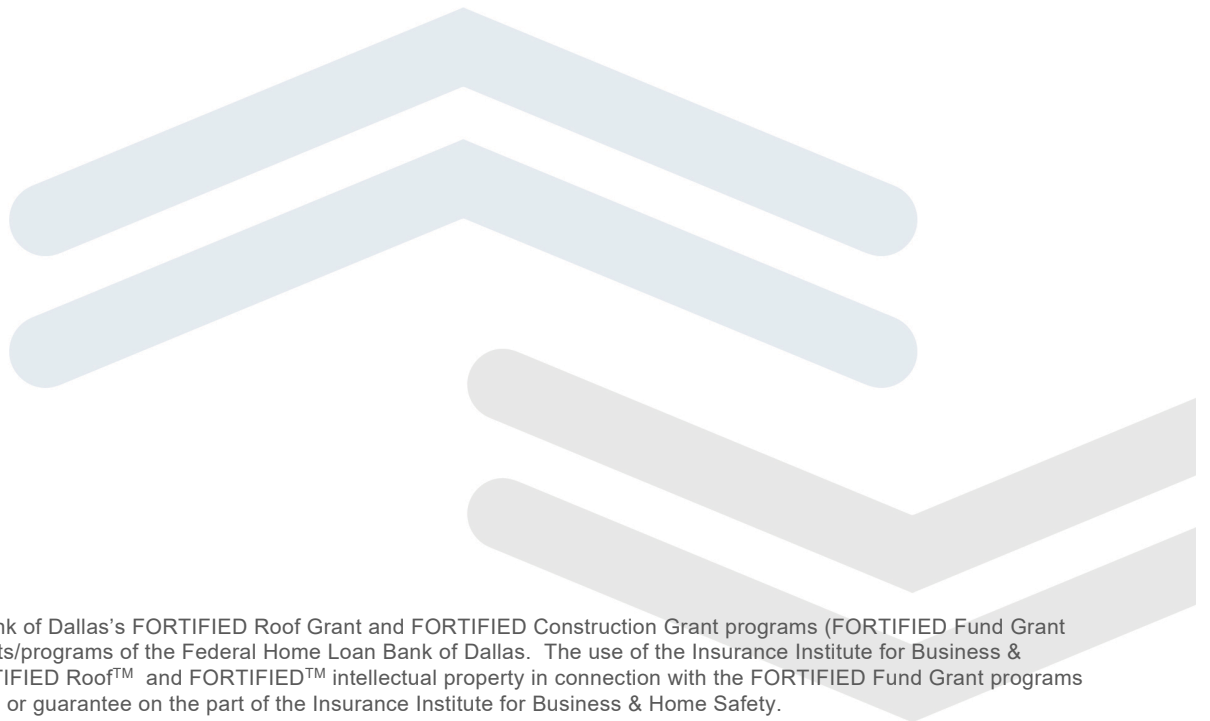 nk of Dallas's FORTIFIED Roof Grant and FORTIFIED Construction Grant programs (FORTIFIED Fund Grant
ts/programs of the Federal Home Loan Bank of Dallas.  The use of the Insurance Institute for Business &
TIFIED Roof™  and FORTIFIED™ intellectual property in connection with the FORTIFIED Fund Grant programs
or guarantee on the part of the Insurance Institute for Business & Home Safety.